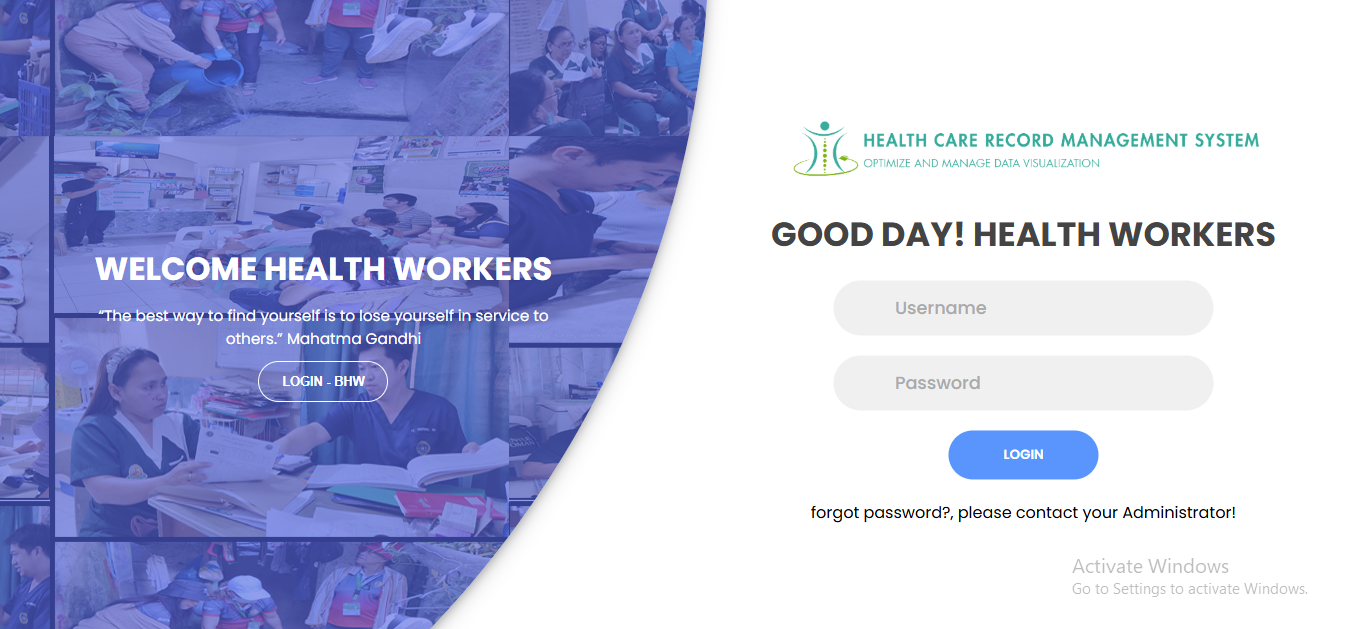 WELCOME HEALTH WORKERS
“The best way to find yourself is to lose yourself in service to
others.” Mahatma Gandhi
LOGIN - BHW
HEALTH CARE RECORD MANAGEMENT SYSTEM
OPTIMIZE AND MANAGE DATA VISUALIZATION
GOOD DAY! HEALTH WORKERS
Username
Password
LOGIN
forgot password?, please contact your Administrator!
Activate Windows
Go to Settings to activate Windows.